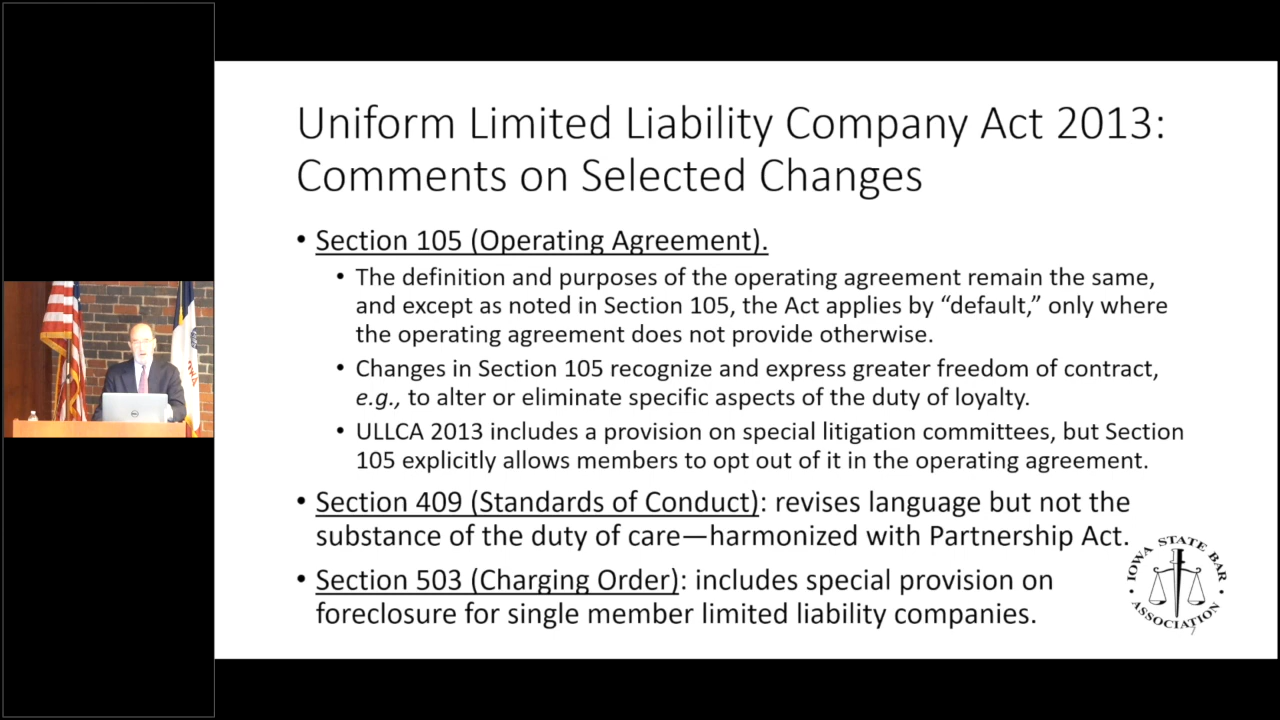 Uniform Limited Liability Company Act 2013:
Comments on Selected Changes
• Section 105 (Operating Agreement).
• The definition and purposes of the operating agreement remain the same,
and except as noted in Section 105, the Act applies by “default,” only where
the operating agreement does not provide otherwise.
• Changes in Section 105 recognize and express greater freedom of contract,
e.g., to alter or eliminate specific aspects of the duty of loyalty.
• ULLCA 2013 includes a provision on special litigation committees, but Section
105 explicitly allows members to opt out of it in the operating agreement.
• Section 409 (Standards of Conduct): revises language but not the
substance of the duty of care—harmonized with Partnership Act.
• Section 503 (Charging Order): includes special provision on
foreclosure for single member limited liability companies.
IOWA STATE BAR
• ASSOCIATION •
7